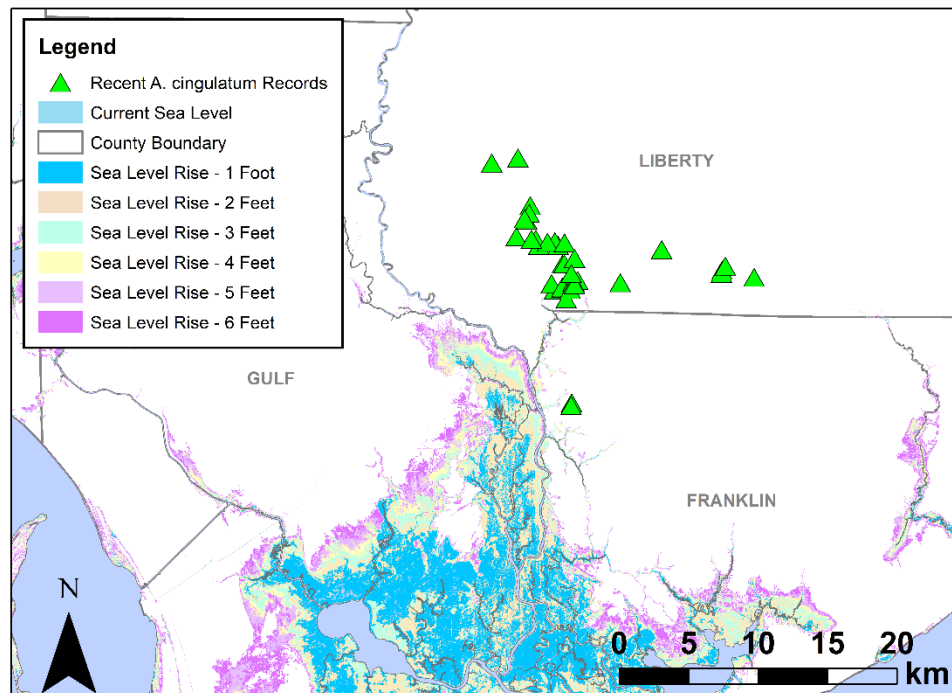 Legend
Recent A. cingulatum Records
Current Sea Level
County Boundary
Sea Level Rise - 1 Foot
Sea Level Rise - 2 Feet
Sea Level Rise - 3 Feet
Sea Level Rise - 4 Feet
Sea Level Rise - 5 Feet
Sea Level Rise - 6 Feet
LIBERTY
GULF
FRANKLIN
N
0 5 10 15 20
km